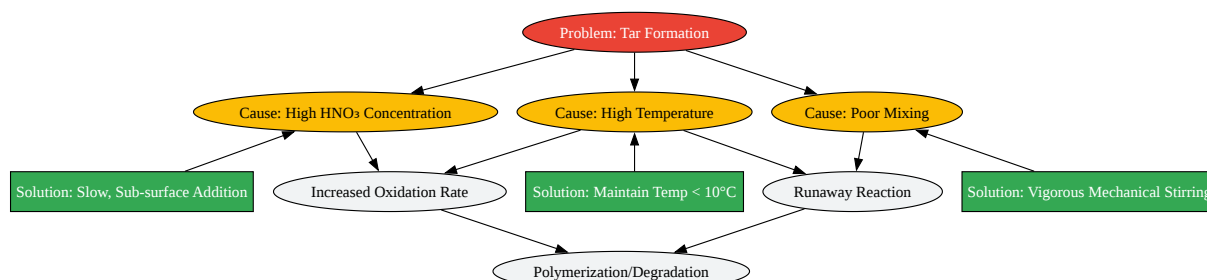 Problem: Tar Formation
Cause: High HNO₃ Concentration
Cause: High Temperature
Cause: Poor Mixing
Solution: Slow, Sub-surface Addition
Increased Oxidation Rate
Solution: Maintain Temp < 10°C
Runaway Reaction
Solution: Vigorous Mechanical Stirring
Polymerization/Degradation